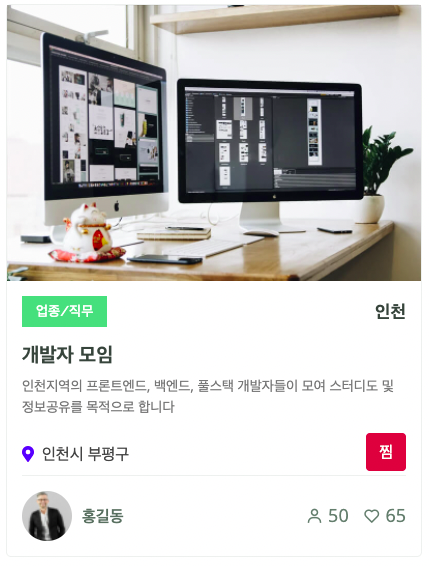 업종/직무
인천
개발자 모임
인천지역의 프론트엔드, 백엔드, 풀스택 개발자들이 모여 스터디도 및
정보공유를 목적으로 합니다
인천시 부평구
찜
홍길동
50
65